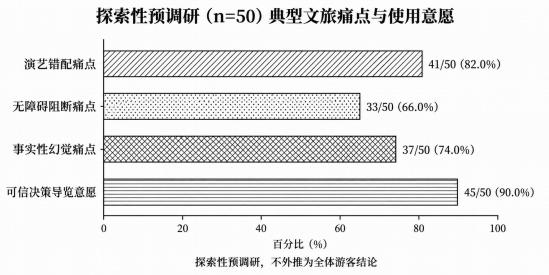 探索性预调研（n=50）典型文旅痛点与使用意愿
演艺错配痛点 41/50 (82.0%)
无障碍阻断痛点 33/50 (66.0%)
事实性幻觉痛点 37/50 (74.0%)
可信决策导览意愿 45/50 (90.0%)
0 20 40 60 80 100
百分比（%）
探索性预调研，不外推为全体游客结论